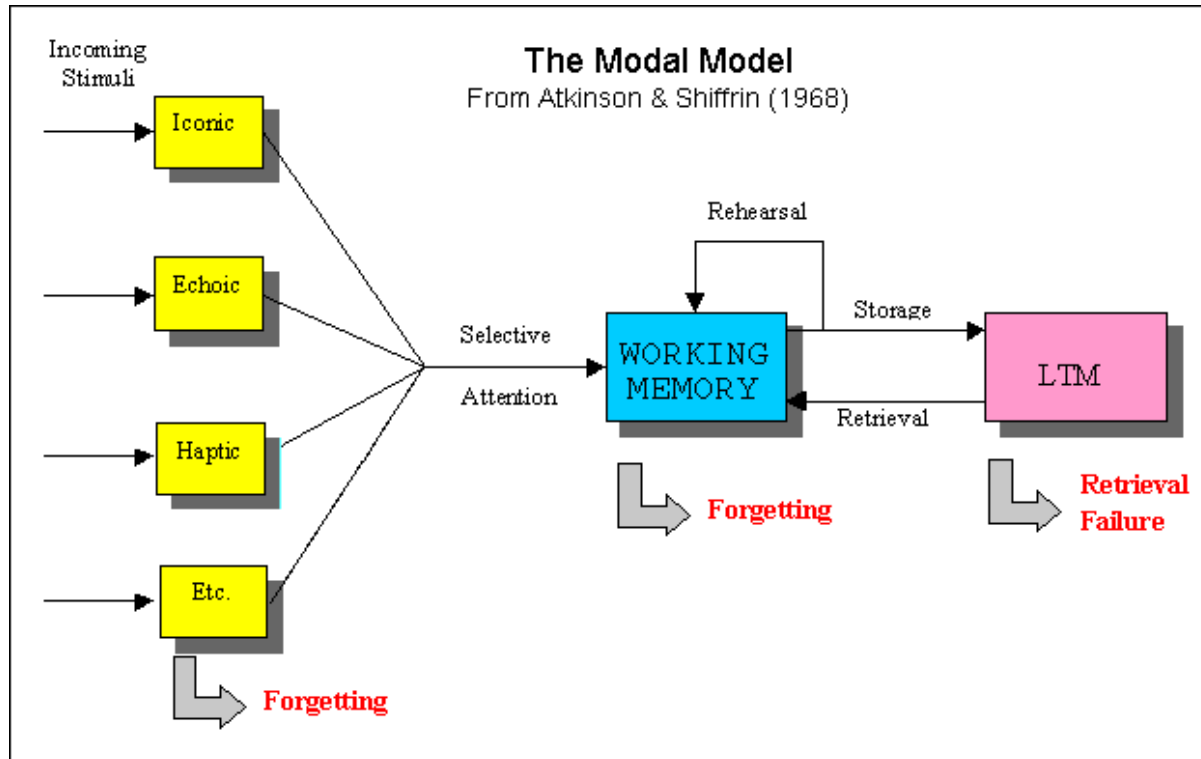 The Modal Model
From Atkinson & Shiffrin (1968)
Incoming
Stimuli
Iconic
Echoic
Haptic
Etc.
Forgetting
Selective
Attention
Rehearsal
WORKING
MEMORY
Forgetting
Storage
Retrieval
LTM
Retrieval
Failure